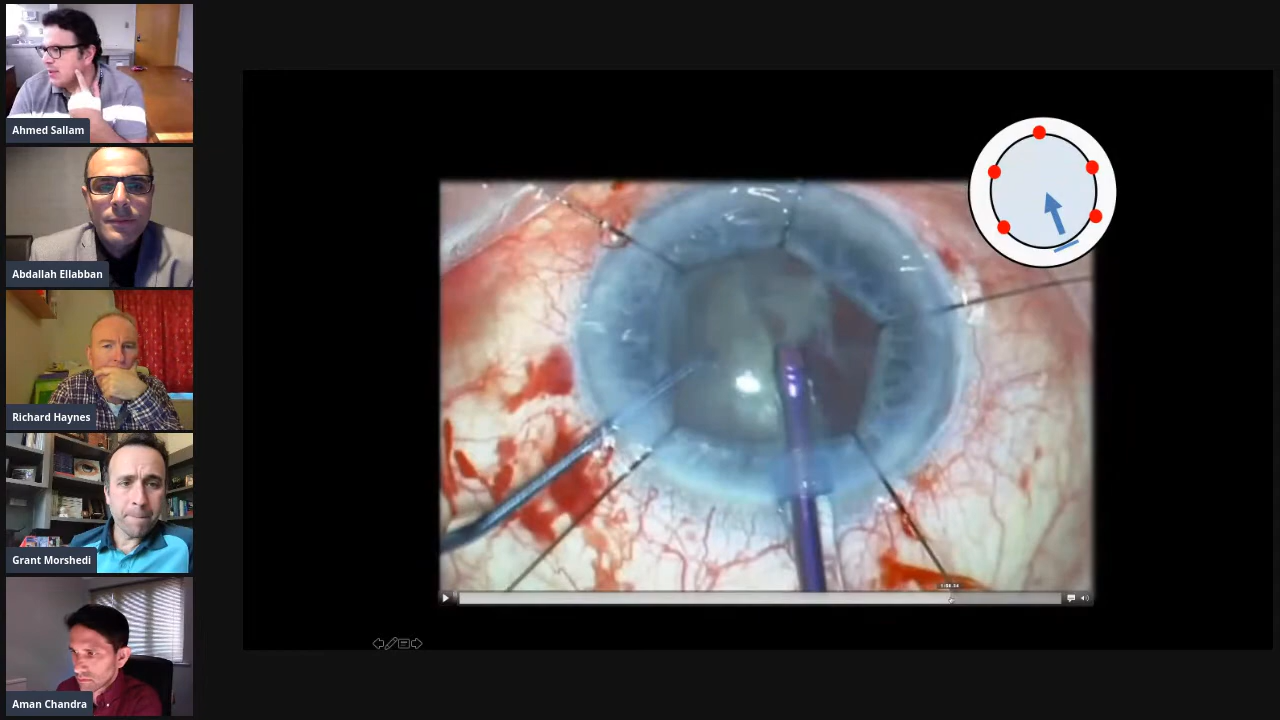 Ahmed Sallam
Abdallah Ellabban
Richard Haynes
Grant Morshedi
Aman Chandra